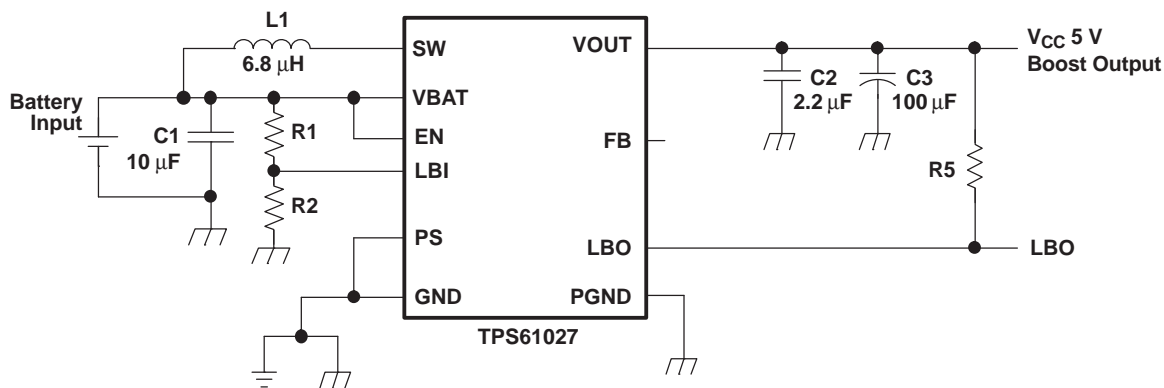 L1
6.8 μH
SW
VOUT
VCC 5 V
Boost Output
Battery
Input
C1
10 μF
R1
R2
VBAT
EN
LBI
PS
GND
FB
LBO
PGND
C2
2.2 μF
C3
100 μF
R5
LBO
TPS61027